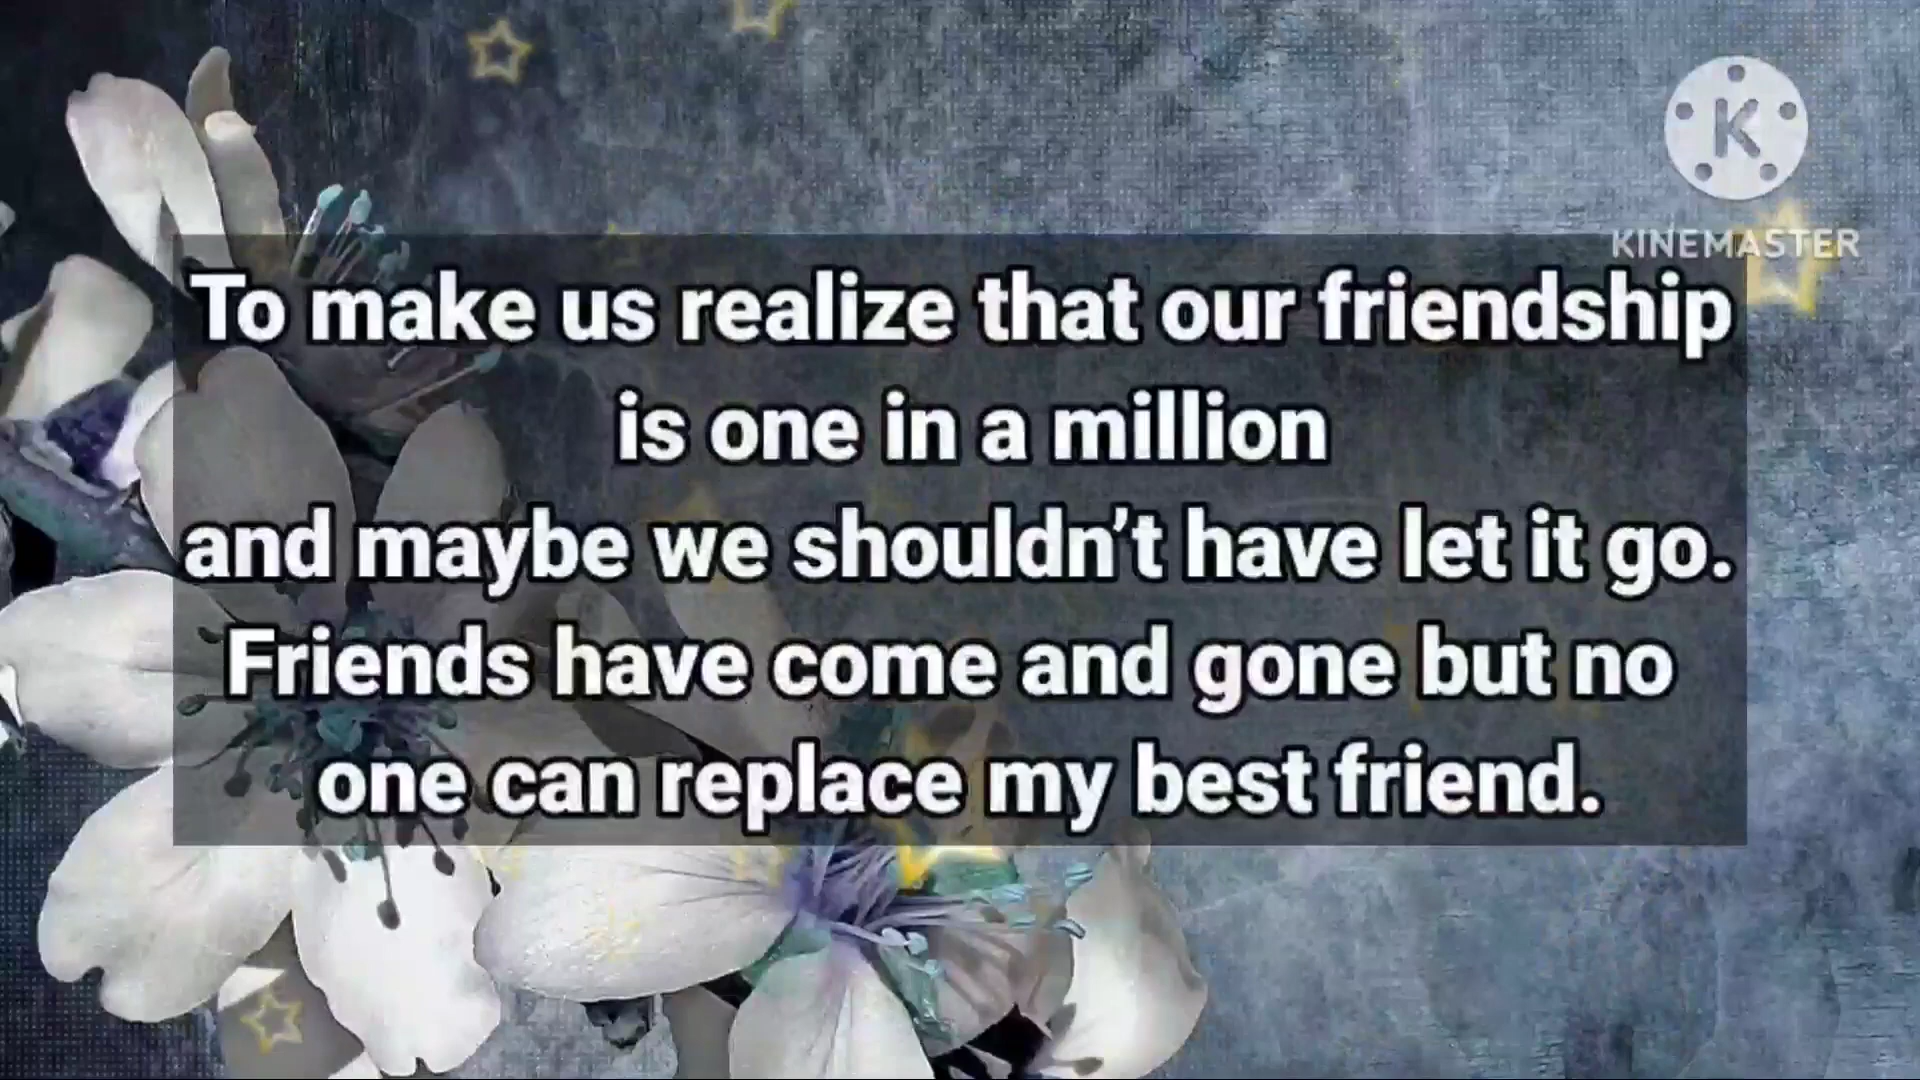 K
KINEMASTER
To make us realize that our friendship
is one in a million
and maybe we shouldn’t have let it go.
Friends have come and gone but no
one can replace my best friend.